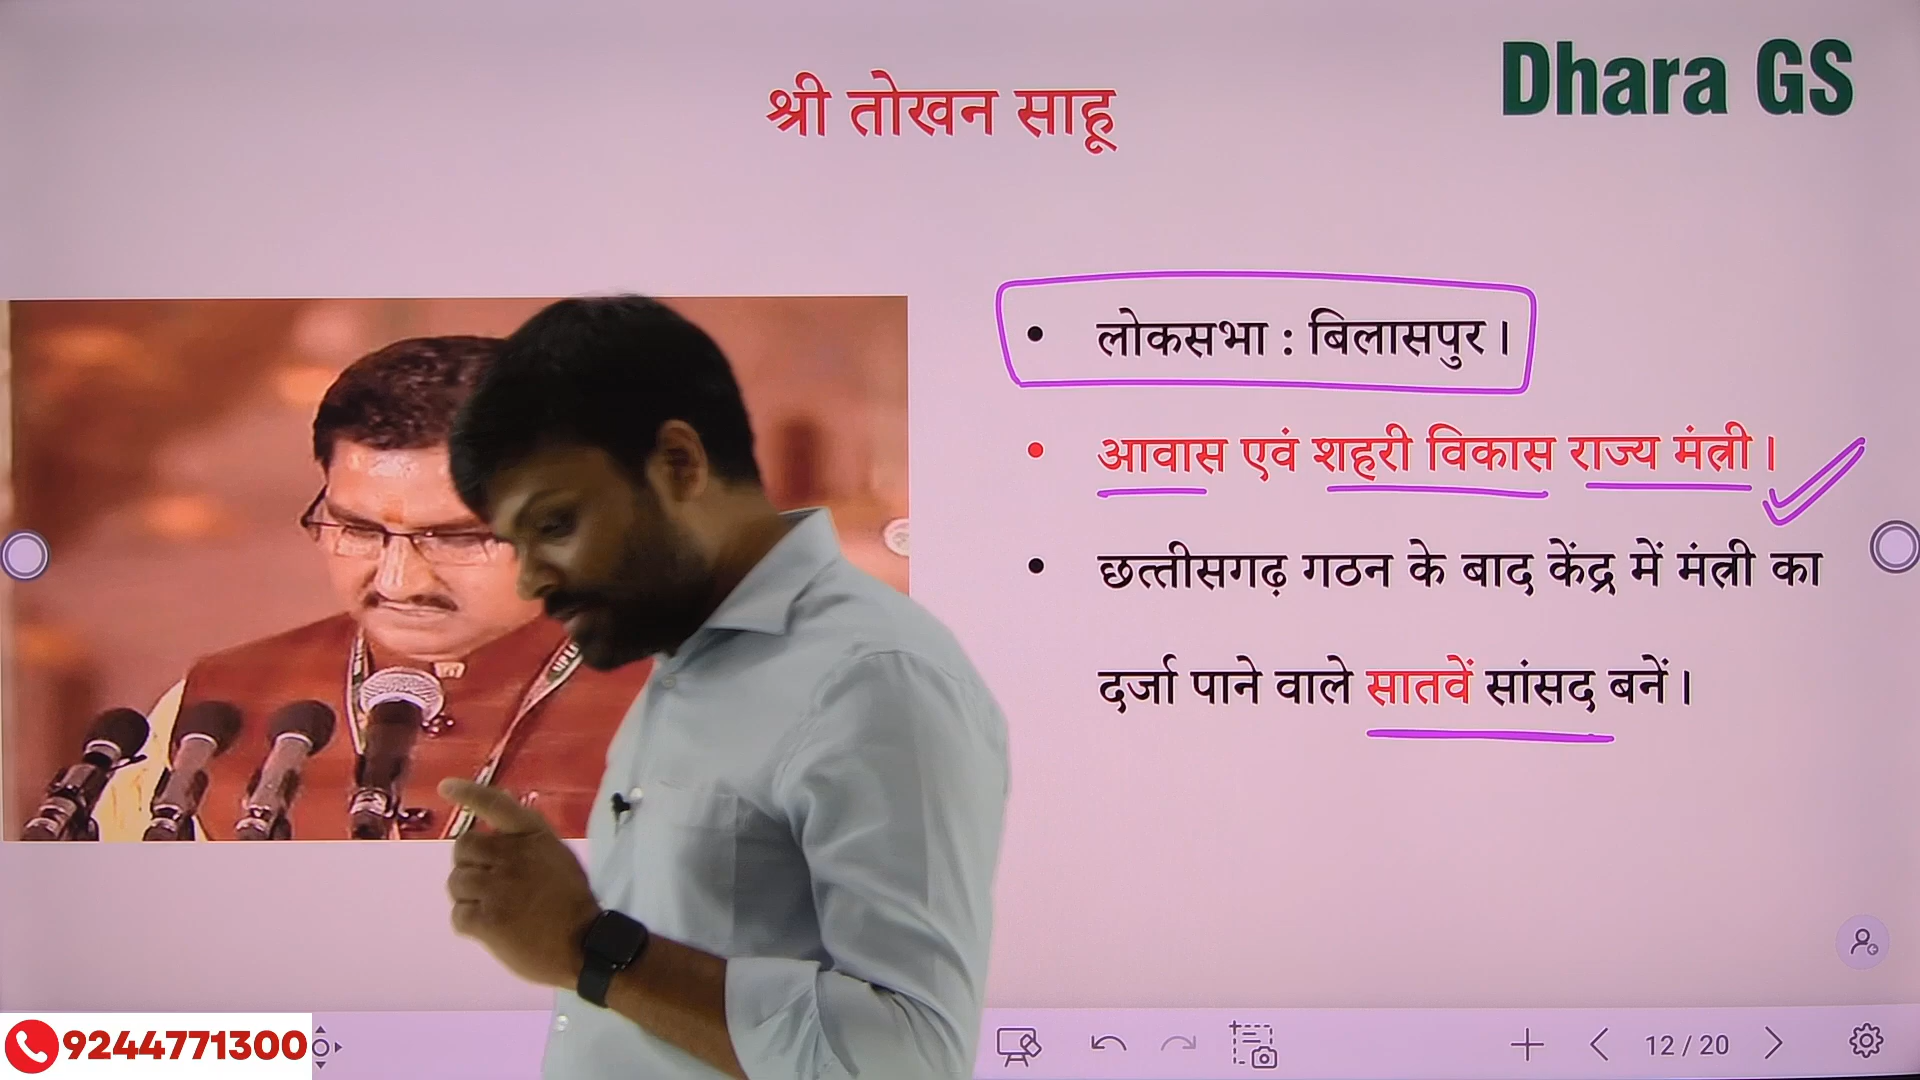 Dhara GS
श्री तोखन साहू
• लोकसभा : बिलासपुर ।
• आवास एवं शहरी विकास राज्य मंत्री ।
• छत्तीसगढ़ गठन के बाद केंद्र में मंत्री का
दर्जा पाने वाले सातवें सांसद बनें ।
9244771300
12 / 20